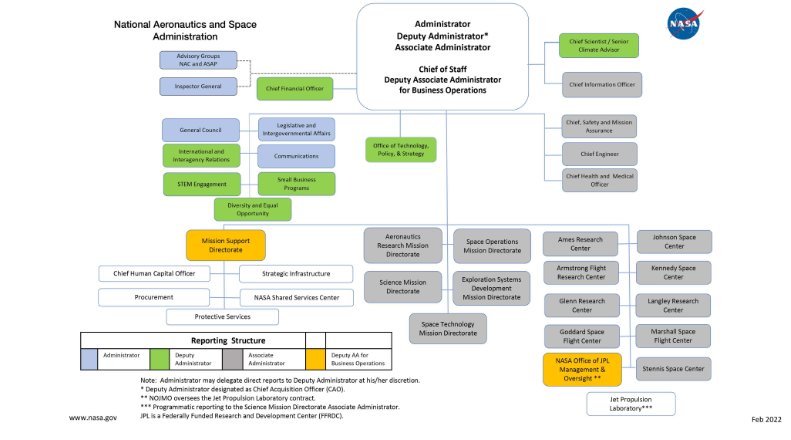 National Aeronautics and Space
Administration
Administrator
Deputy Administrator*
Associate Administrator
Chief of Staff
Deputy Associate Administrator
for Business Operations
NASA
Advisory Groups
NAC and ASAP
Inspector General
Chief Financial Officer
Chief Scientist / Senior
Climate Advisor
Chief Information Officer
General Council
Legislative and
Intergovernmental Affairs
International and
Interagency Relations
Communications
STEM Engagement
Small Business
Programs
Diversity and Equal
Opportunity
Office of Technology,
Policy, & Strategy
Chief, Safety and Mission
Assurance
Chief Engineer
Chief Health and Medical
Officer
Mission Support
Directorate
Chief Human Capital Officer
Strategic Infrastructure
Procurement
NASA Shared Services Center
Protective Services
Aeronautics
Research Mission
Directorate
Space Operations
Mission Directorate
Science Mission
Directorate
Exploration Systems
Development
Mission Directorate
Space Technology
Mission Directorate
Ames Research
Center
Johnson Space
Center
Armstrong Flight
Research Center
Kennedy Space
Center
Glenn Research
Center
Langley Research
Center
Goddard Space
Flight Center
Marshall Space
Flight Center
NASA Office of JPL
Management &
Oversight **
Stennis Space Center
Jet Propulsion
Laboratory***
Reporting Structure
Administrator
Deputy
Administrator
Associate
Administrator
Deputy AA for
Business Operations
Note: Administrator may delegate direct reports to Deputy Administrator at his/her discretion.
* Deputy Administrator designated as Chief Acquisition Officer (CAO).
** NOJMO oversees the Jet Propulsion Laboratory contract.
*** Programmatic reporting to the Science Mission Directorate Associate Administrator.
JPL is a Federally Funded Research and Development Center (FFRDC).
www.nasa.gov
Feb 2022